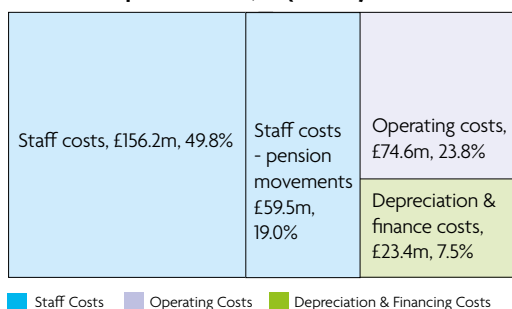 Staff costs, £156.2m, 49.8%
Staff costs
- pension
movements
£59.5m,
19.0%
Operating costs,
£74.6m, 23.8%
Depreciation &
finance costs,
£23.4m, 7.5%
Staff Costs
Operating Costs
Depreciation & Financing Costs